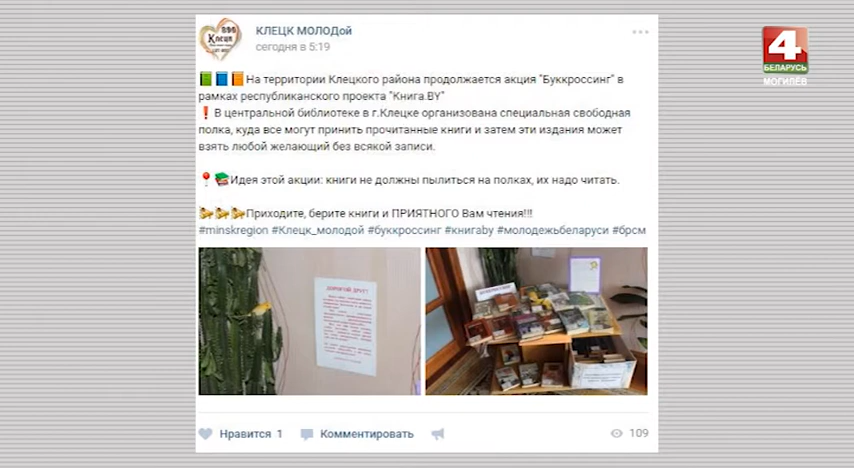 КЛЕЦК МОЛОДой
сегодня в 5:19
4
БЕЛАРУСЬ
МОГИЛЁВ
На территории Клецкого района продолжается акция "Буккроссинг" в
рамках республиканского проекта "Книга.BY"
В центральной библиотеке в г.Клецке организована специальная свободная
полка, куда все могут принить прочитанные книги и затем эти издания может
взять любой желающий без всякой записи.
Идея этой акции: книги не должны пылиться на полках, их надо читать.
Приходите, берите книги и ПРИЯТНОГО Вам чтения!!!
#minskregion #Клецк_молодой #буккроссинг #книгаby #молодежьбеларуси #брсм
ДОРОГОЙ ДРУГ!
Нравится 1
Комментировать
109